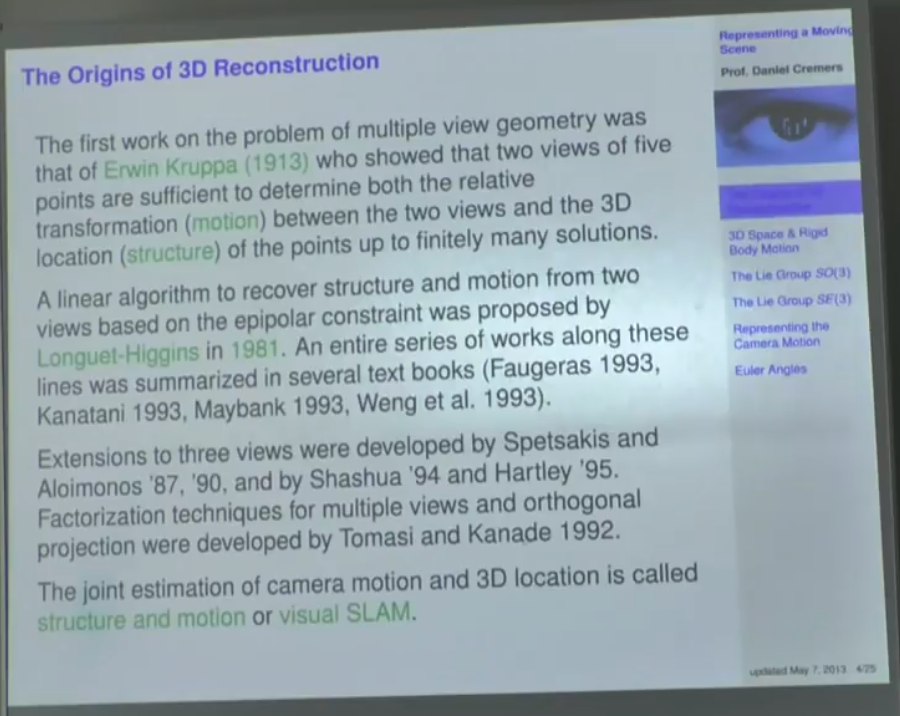 The Origins of 3D Reconstruction
The first work on the problem of multiple view geometry was
that of Erwin Kruppa (1913) who showed that two views of five
points are sufficient to determine both the relative
transformation (motion) between the two views and the 3D
location (structure) of the points up to finitely many solutions.
A linear algorithm to recover structure and motion from two
views based on the epipolar constraint was proposed by
Longuet-Higgins in 1981. An entire series of works along these
lines was summarized in several text books (Faugeras 1993,
Kanatani 1993, Maybank 1993, Weng et al. 1993).
Extensions to three views were developed by Spetsakis and
Aloimonos '87, '90, and by Shashua '94 and Hartley '95.
Factorization techniques for multiple views and orthogonal
projection were developed by Tomasi and Kanade 1992.
The joint estimation of camera motion and 3D location is called
structure and motion or visual SLAM.
Representing a Moving
Scene
Prof. Daniel Cremers
3D Space & Rigid
Body Motion
The Lie Group SO(3)
The Lie Group SE(3)
Representing the
Camera Motion
Euler Angles
updated May 7, 2013 4/25